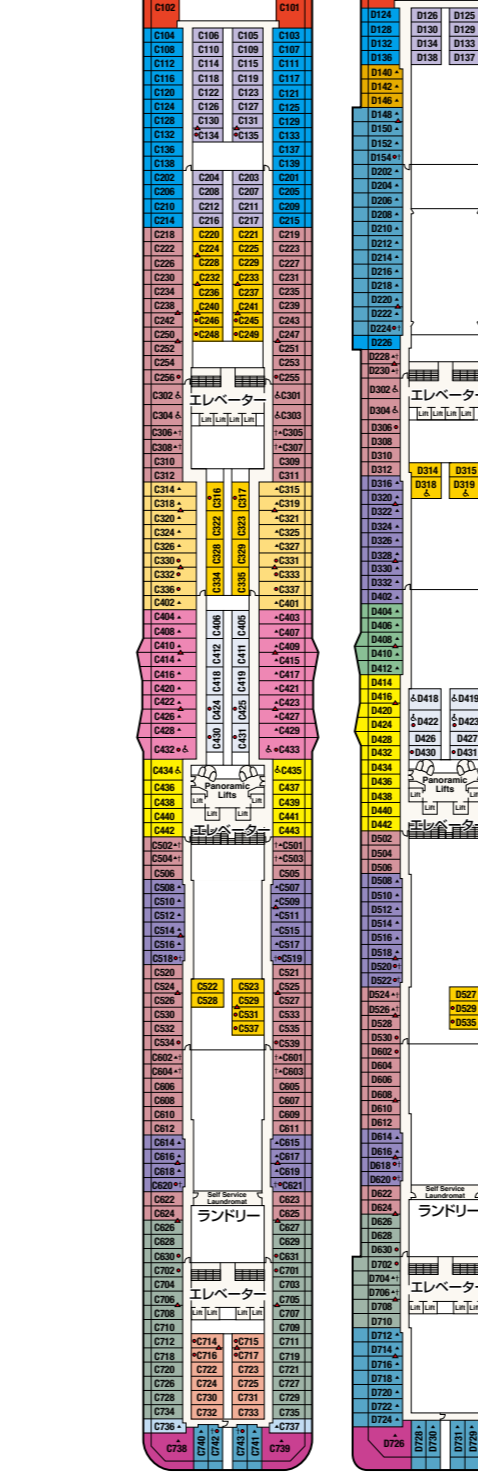 C102 C101
C104 C106 C105 C103
C108 C110 C109 C107
C112 C114 C115 C111
C116 C118 C119 C117
C120 C122 C123 C121
C124 C126 C127 C125
C128 C130 C131 C129
C132 C134 C135 C133
C136 C137
C138 C139
C202 C204 C203 C201
C206 C208 C207 C205
C210 C212 C211 C209
C214 C216 C217 C215
C218 C220 C221 C219
C222 C224 C225 C223
C226 C228 C229 C227
C230 C232 C233 C231
C234 C236 C237 C235
C238 C240 C241 C239
C242 C246 C245 C243
C250 C248 C249 C247
C252 C251
C254 C253
C256 C255
C302 エレベーター C301
C304 Lift Lift Lift Lift C303
C306 C305
C308 C307
C310 C309
C312 C311
C314 C316 C317 C315
C318 C319
C320 C322 C323 C321
C324 C325
C326 C328 C329 C327
C330 C331
C332 C334 C335 C333
C336 C337
C402 C401
C404 C406 C405 C403
C408 C407
C410 C412 C411 C409
C414 C415
C416 C418 C419 C417
C420 C421
C422 C424 C425 C423
C426 C427
C428 C430 C431 C429
C432 C433
C434 Panoramic Lifts C435
C436 Lift Lift C437
C438 Lift Lift C439
C440 C441
C442 エレベーター C443
C502 C501
C504 C503
C506 C505
C508 C507
C510 C509
C512 C511
C514 C515
C516 C517
C518 C519
C520 C521
C524 C522 C523 C525
C526 C528 C529 C527
C530 C531 C533
C532 C537 C535
C534 C539
C602 C601
C604 C603
C606 C605
C608 C607
C610 C609
C612 C611
C614 C615
C616 C617
C618 C619
C620 C621
C622 Self Service Laundromat C623
C624 ランドリー C625
C626 C627
C628 C629
C630 C631
C702 C701
C704 エレベーター C703
C706 C705
C708 Lift Lift Lift Lift C707
C710 C709
C712 C714 C715 C711
C718 C716 C717 C719
C720 C722 C723 C721
C726 C724 C725 C727
C728 C730 C731 C729
C734 C732 C733 C735
C736 C737
C738 C740 C742 C743 C741 C739
D124 D126 D125
D128 D130 D129
D132 D134 D133
D136 D138 D137
D140
D142
D146
D148
D150
D152
D154
D202
D204
D206
D208
D210
D212
D214
D216
D218
D220
D222
D224
D226
D228
D230
D302 エレベーター
D304 Lift Lift Lift Lift
D306
D308
D310
D312 D314 D315
D316 D318 D319
D320
D322
D324
D326
D328
D330
D332
D402
D404
D406
D408
D410
D412
D414
D416 D418 D419
D420
D424 D422 D423
D428 D426 D427
D432 D430 D431
D434 Panoramic Lifts
D436 Lift Lift
D438
D440 Lift Lift
D442 エレベーター
D502
D504
D506
D508
D510
D512
D514
D516
D518
D520
D522
D524 D527
D526 D529
D528 D535
D530
D602
D604
D606
D608
D610
D612
D614
D616
D618
D620
D622 Self Service Laundromat
D624 ランドリー
D626
D628
D630
D702
D704 エレベーター
D706
D708 Lift Lift Lift Lift
D710
D712
D714
D716
D718
D720
D722
D724
D726 D728 D730 D731 D729